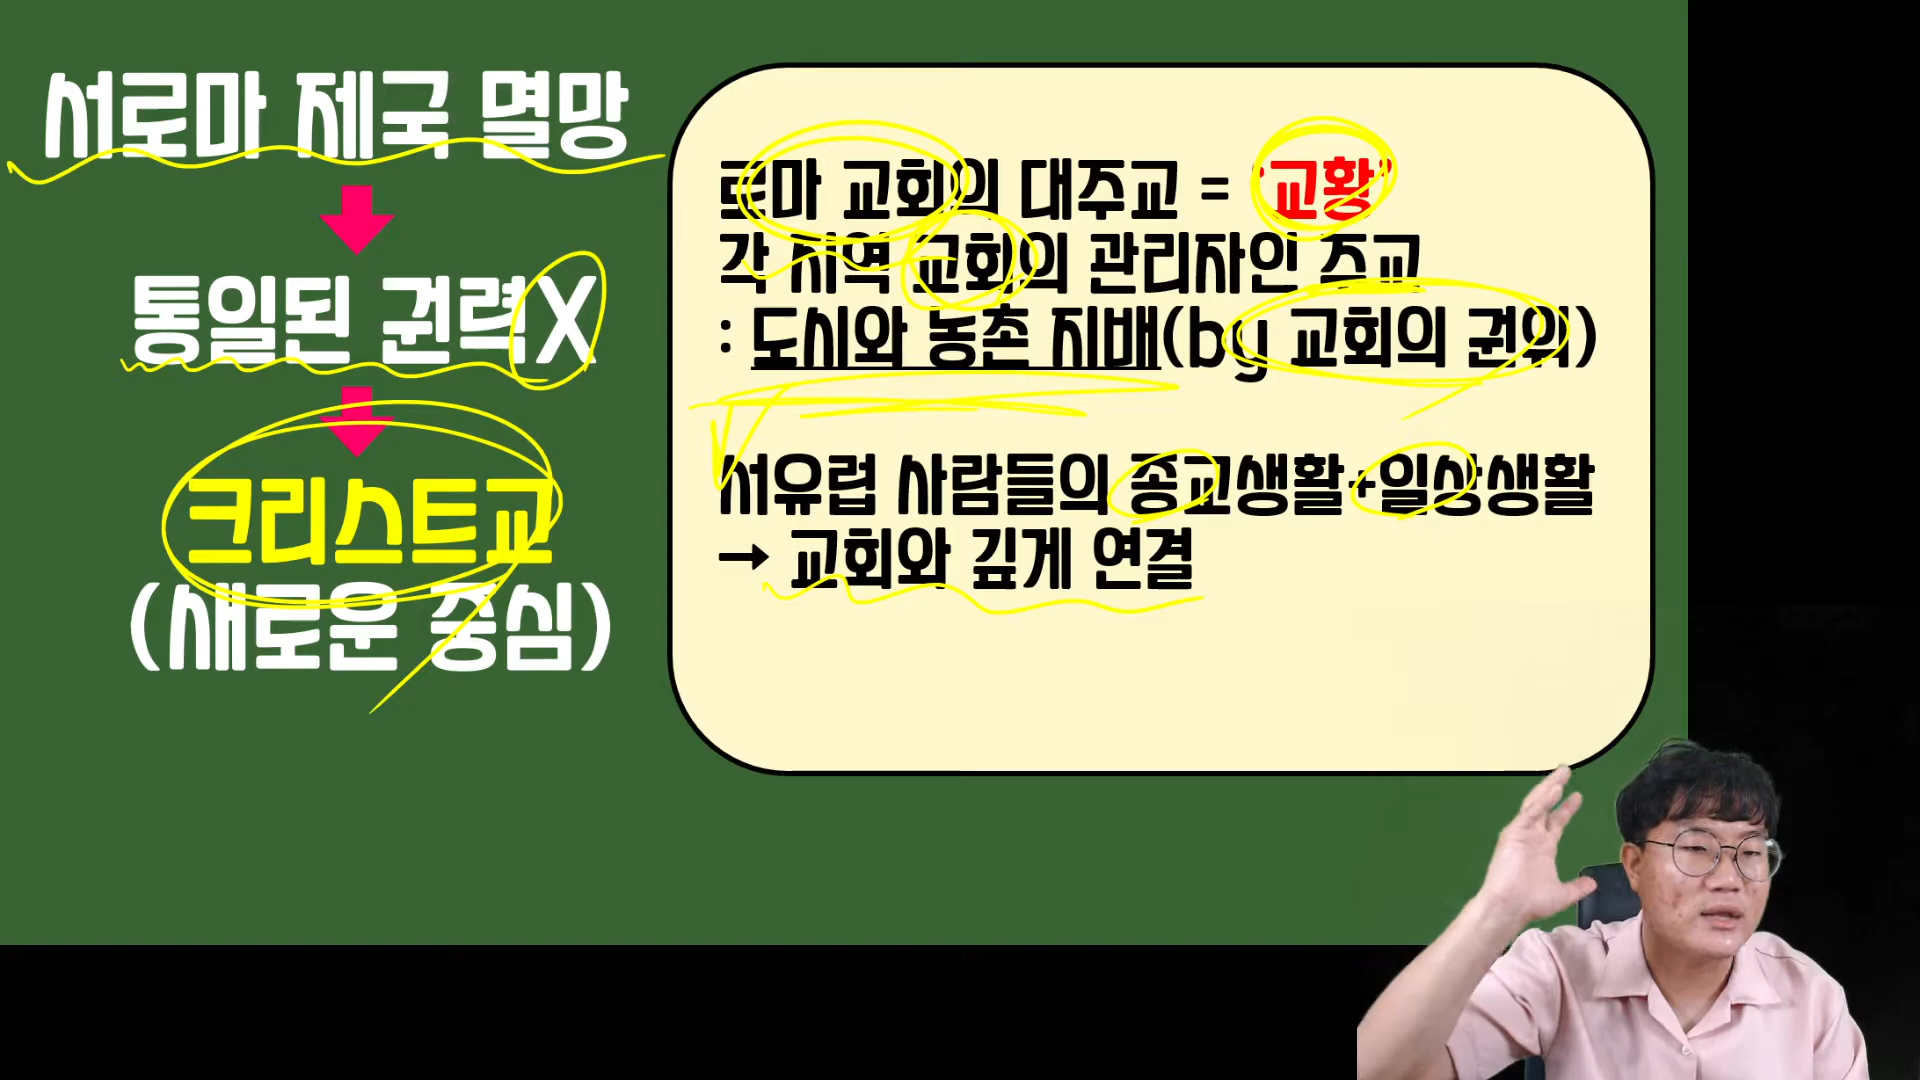 서로마 제국 멸망
통일된 권력X
크리스트교
(새로운 중심)
로마 교회의 대주교 = '교황'
각 지역 교회의 관리자인 주교
: 도시와 농촌 지배(by 교회의 권위)
서유럽 사람들의 종교생활+일상생활
→ 교회와 깊게 연결